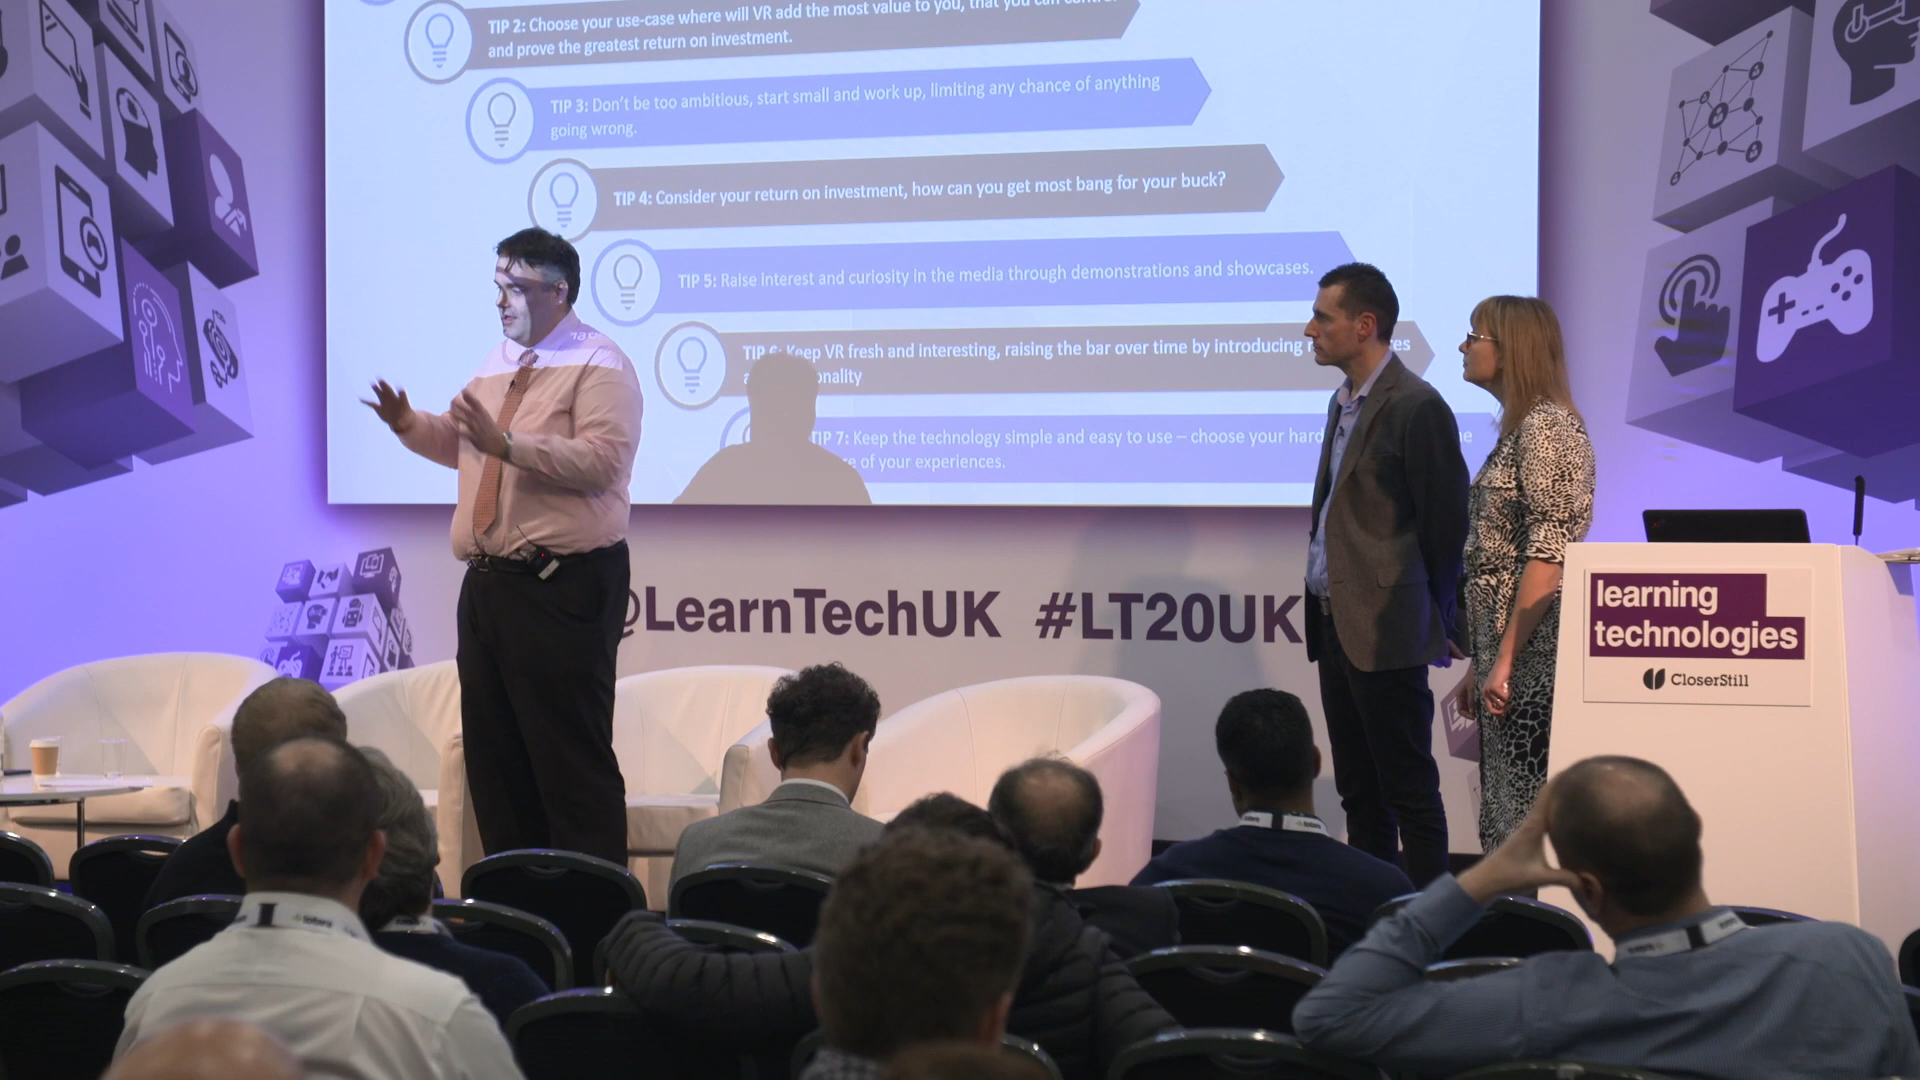 TIP 2: Choose your use-case where will VR add the most value to you, that you can
and prove the greatest return on investment.
TIP 3: Don't be too ambitious, start small and work up, limiting any chance of anything
going wrong.
TIP 4: Consider your return on investment, how can you get most bang for your buck?
TIP 5: Raise interest and curiosity in the media through demonstrations and showcases.
TIP 6: Keep VR fresh and interesting, raising the bar over time by introducing
TIP 7: Keep the technology simple and easy to use – choose your
of your experiences.
@LearnTechUK #LT20UK
learning
technologies
CloserStill